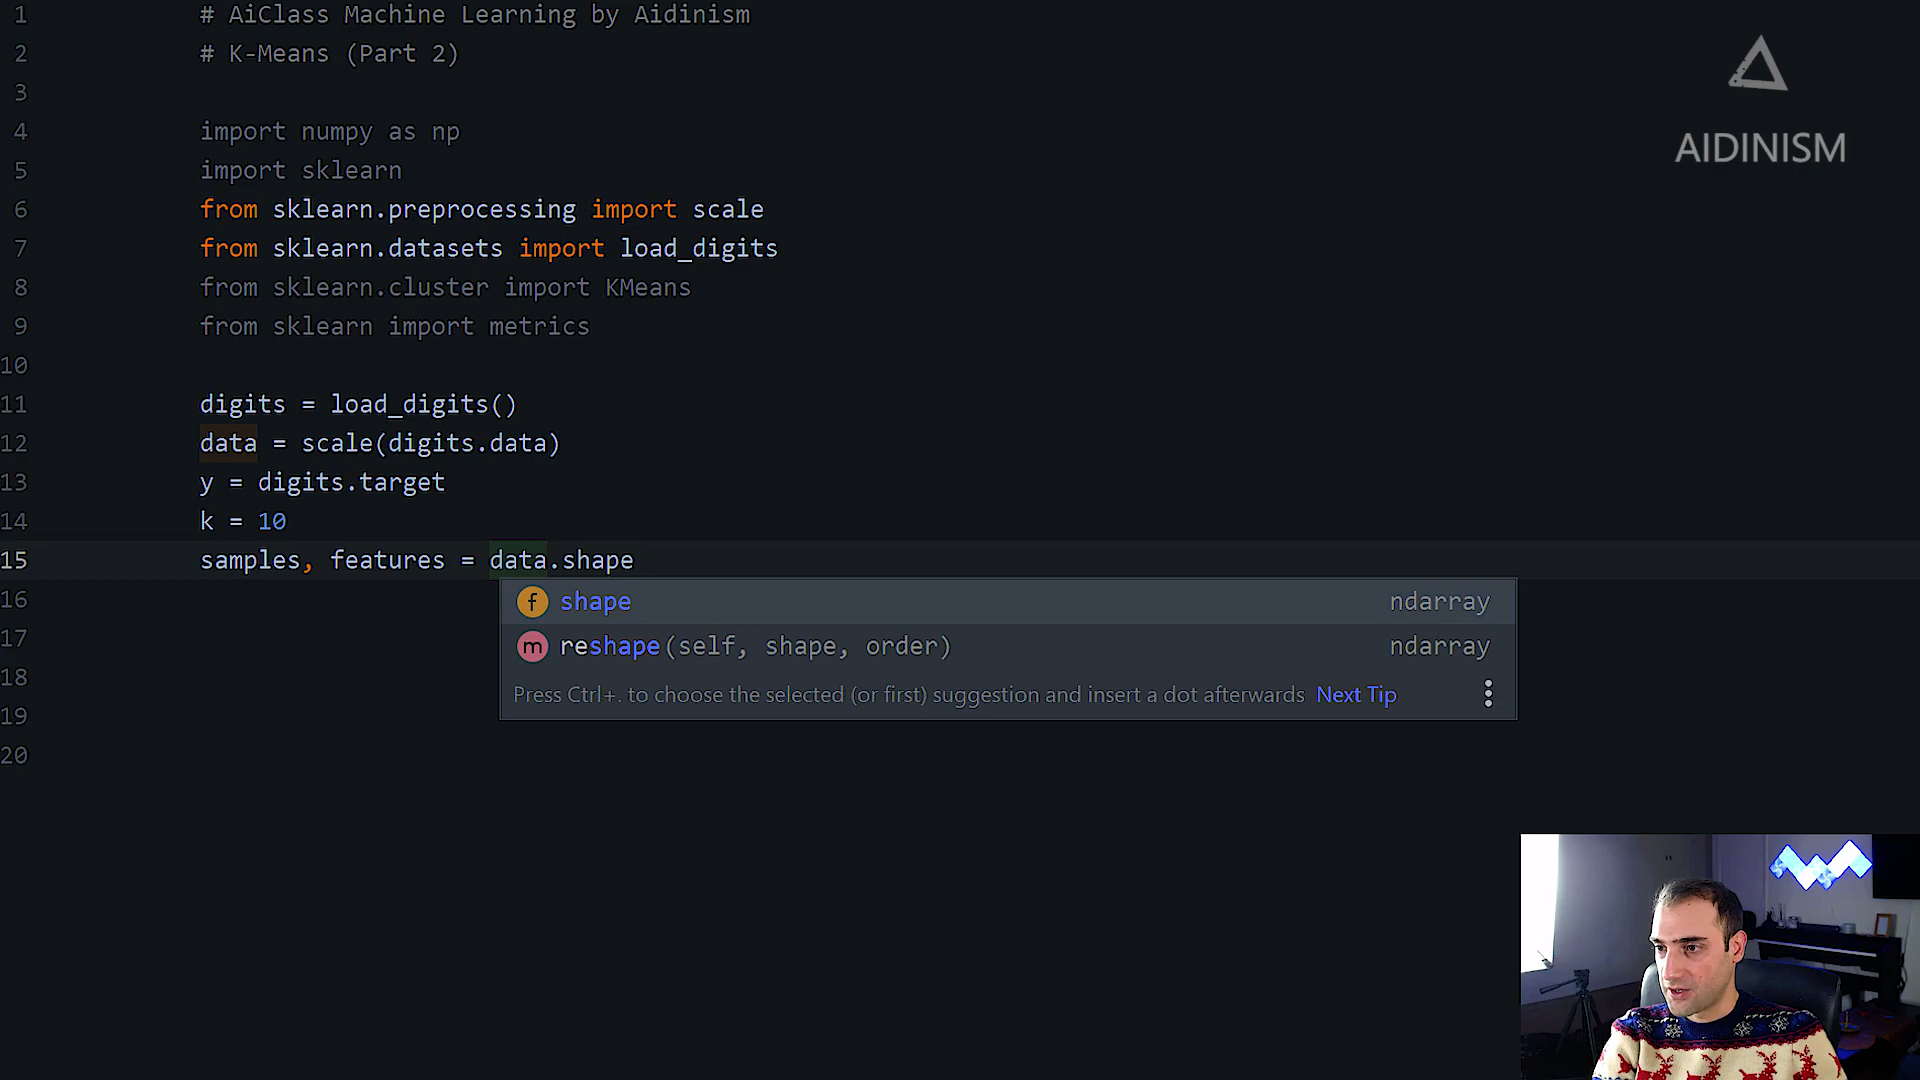 1 # AiClass Machine Learning by Aidinism
2 # K-Means (Part 2)
3
4 import numpy as np
5 import sklearn
6 from sklearn.preprocessing import scale
7 from sklearn.datasets import load_digits
8 from sklearn.cluster import KMeans
9 from sklearn import metrics
10
11 digits = load_digits()
12 data = scale(digits.data)
13 y = digits.target
14 k = 10
15 samples, features = data.shape
16
17
18
19
20
f shape ndarray
m reshape(self, shape, order) ndarray
Press Ctrl+. to choose the selected (or first) suggestion and insert a dot afterwards Next Tip
AIDINISM